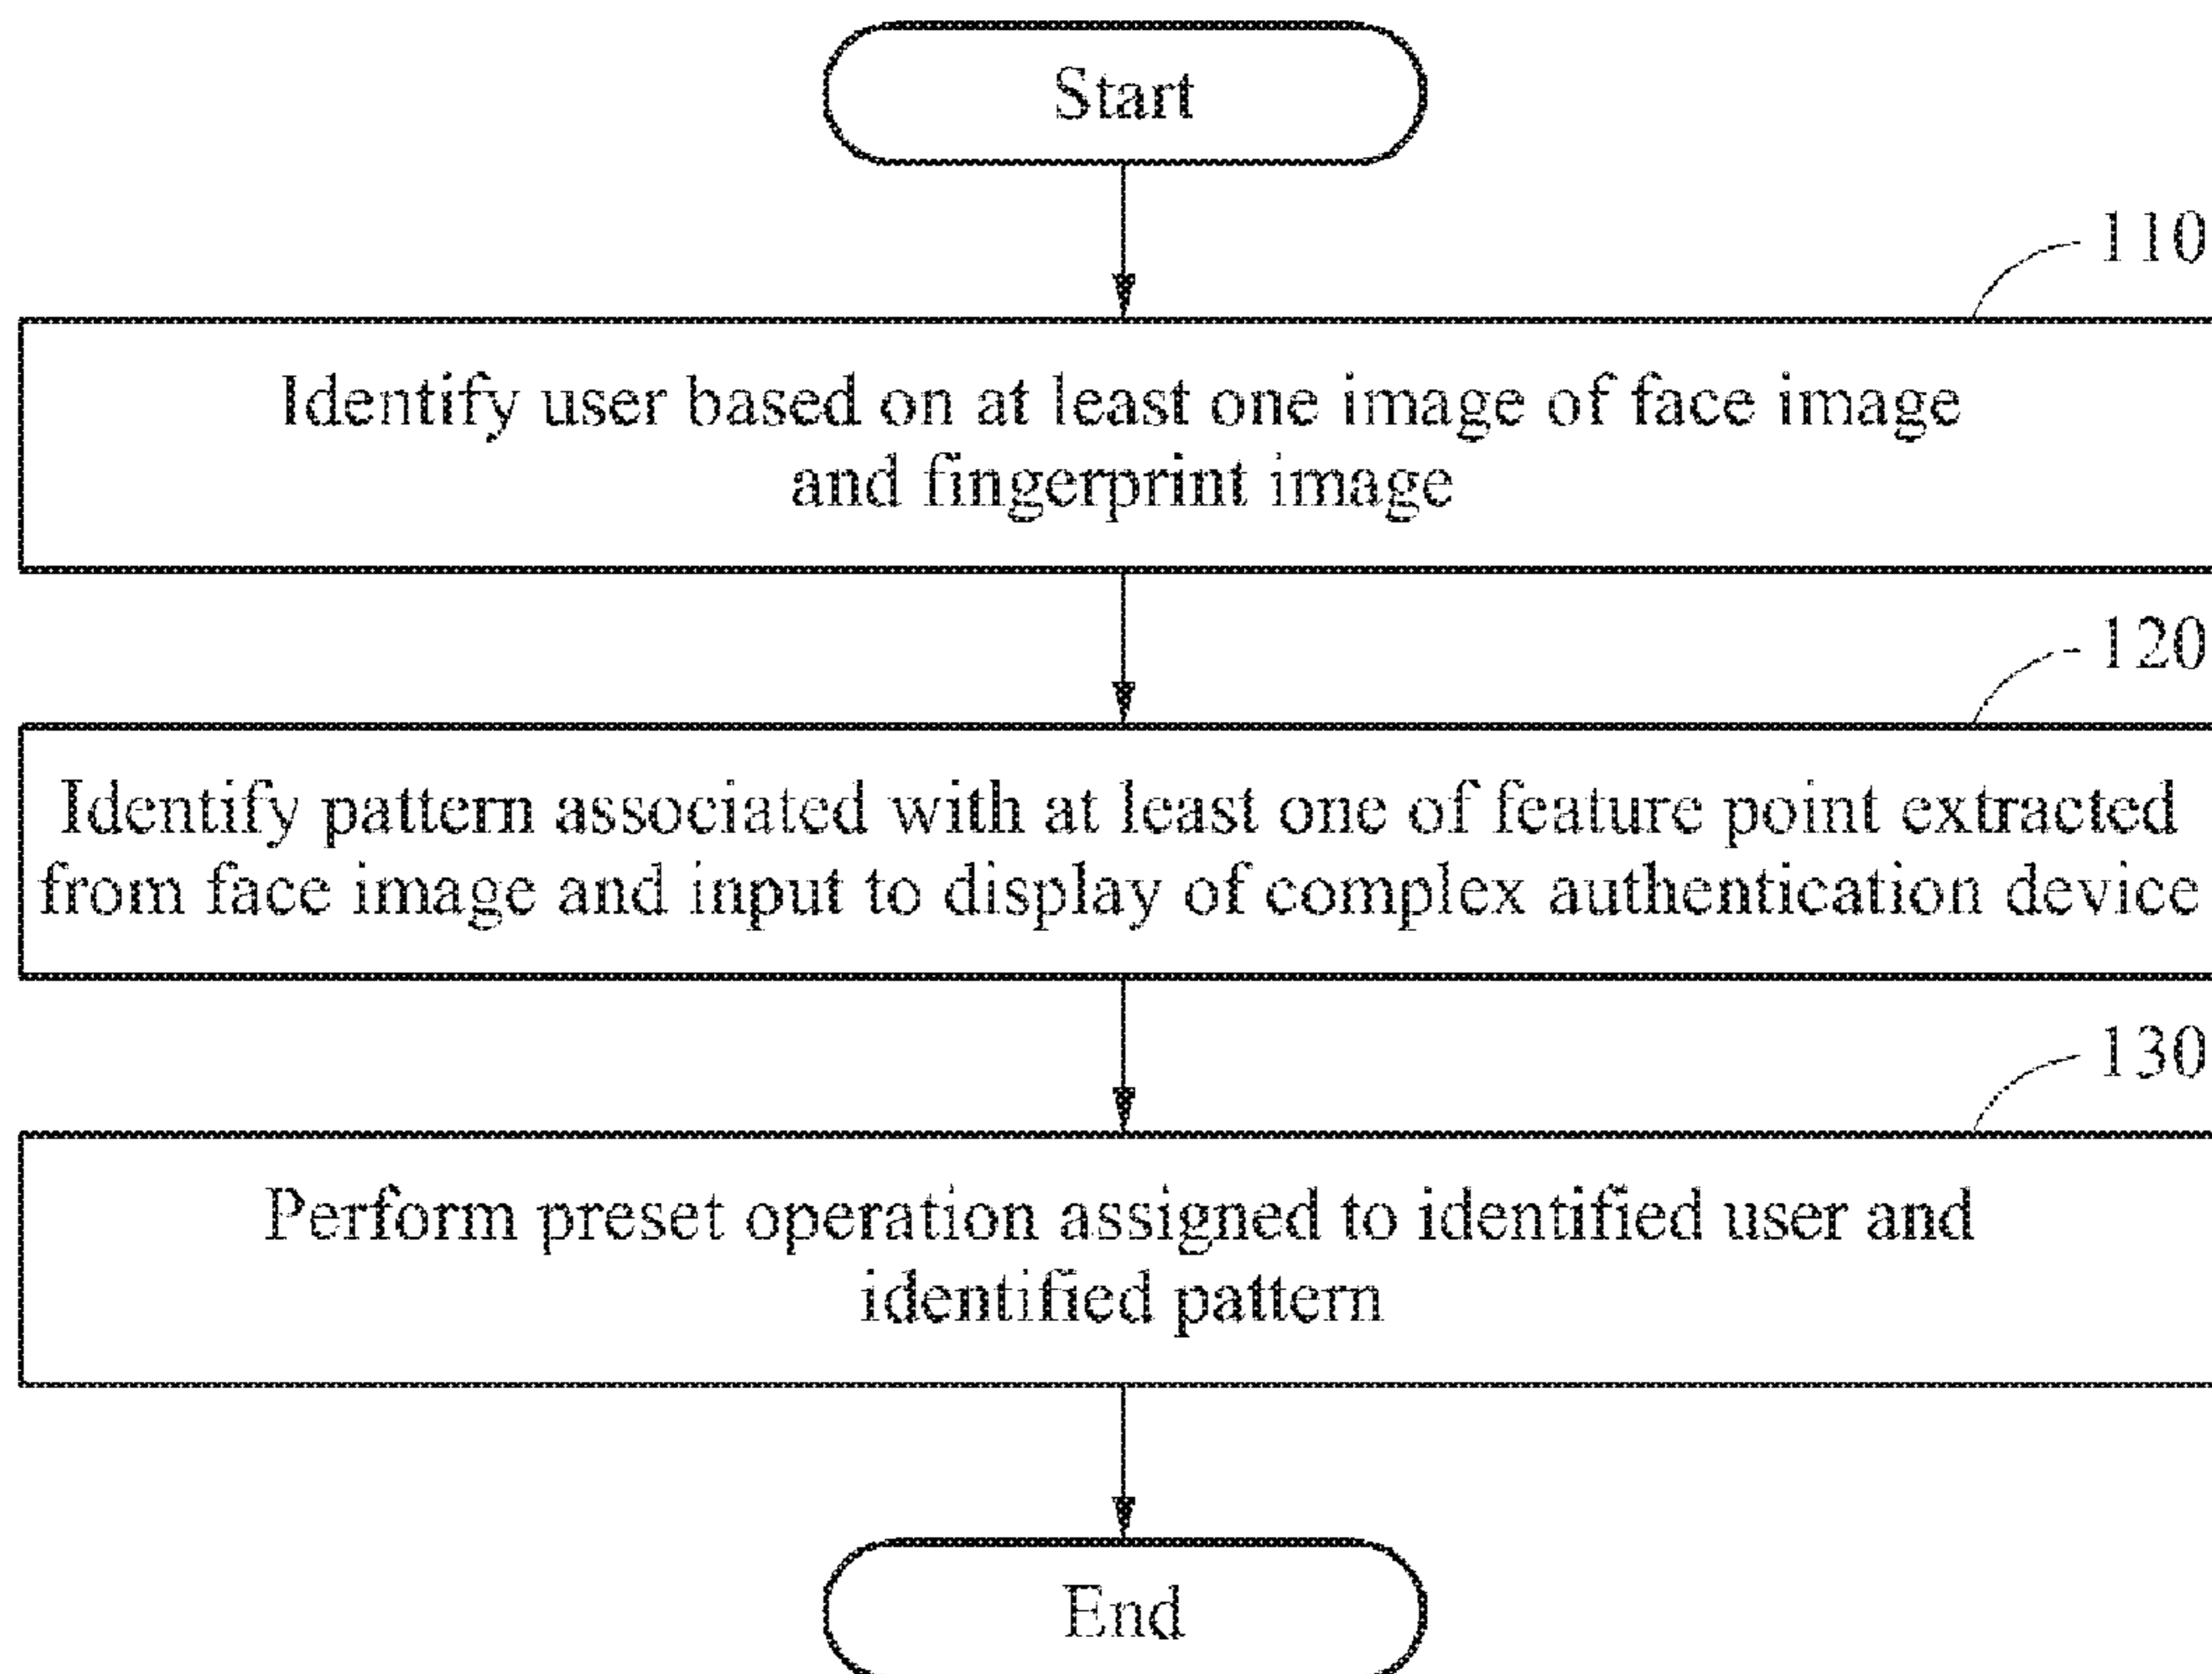 Start
110
Identify user based on at least one image of face image
and fingerprint image
120
Identify pattern associated with at least one of feature point extracted
from face image and input to display of complex authentication device
130
Perform preset operation assigned to identified user and
identified pattern
End